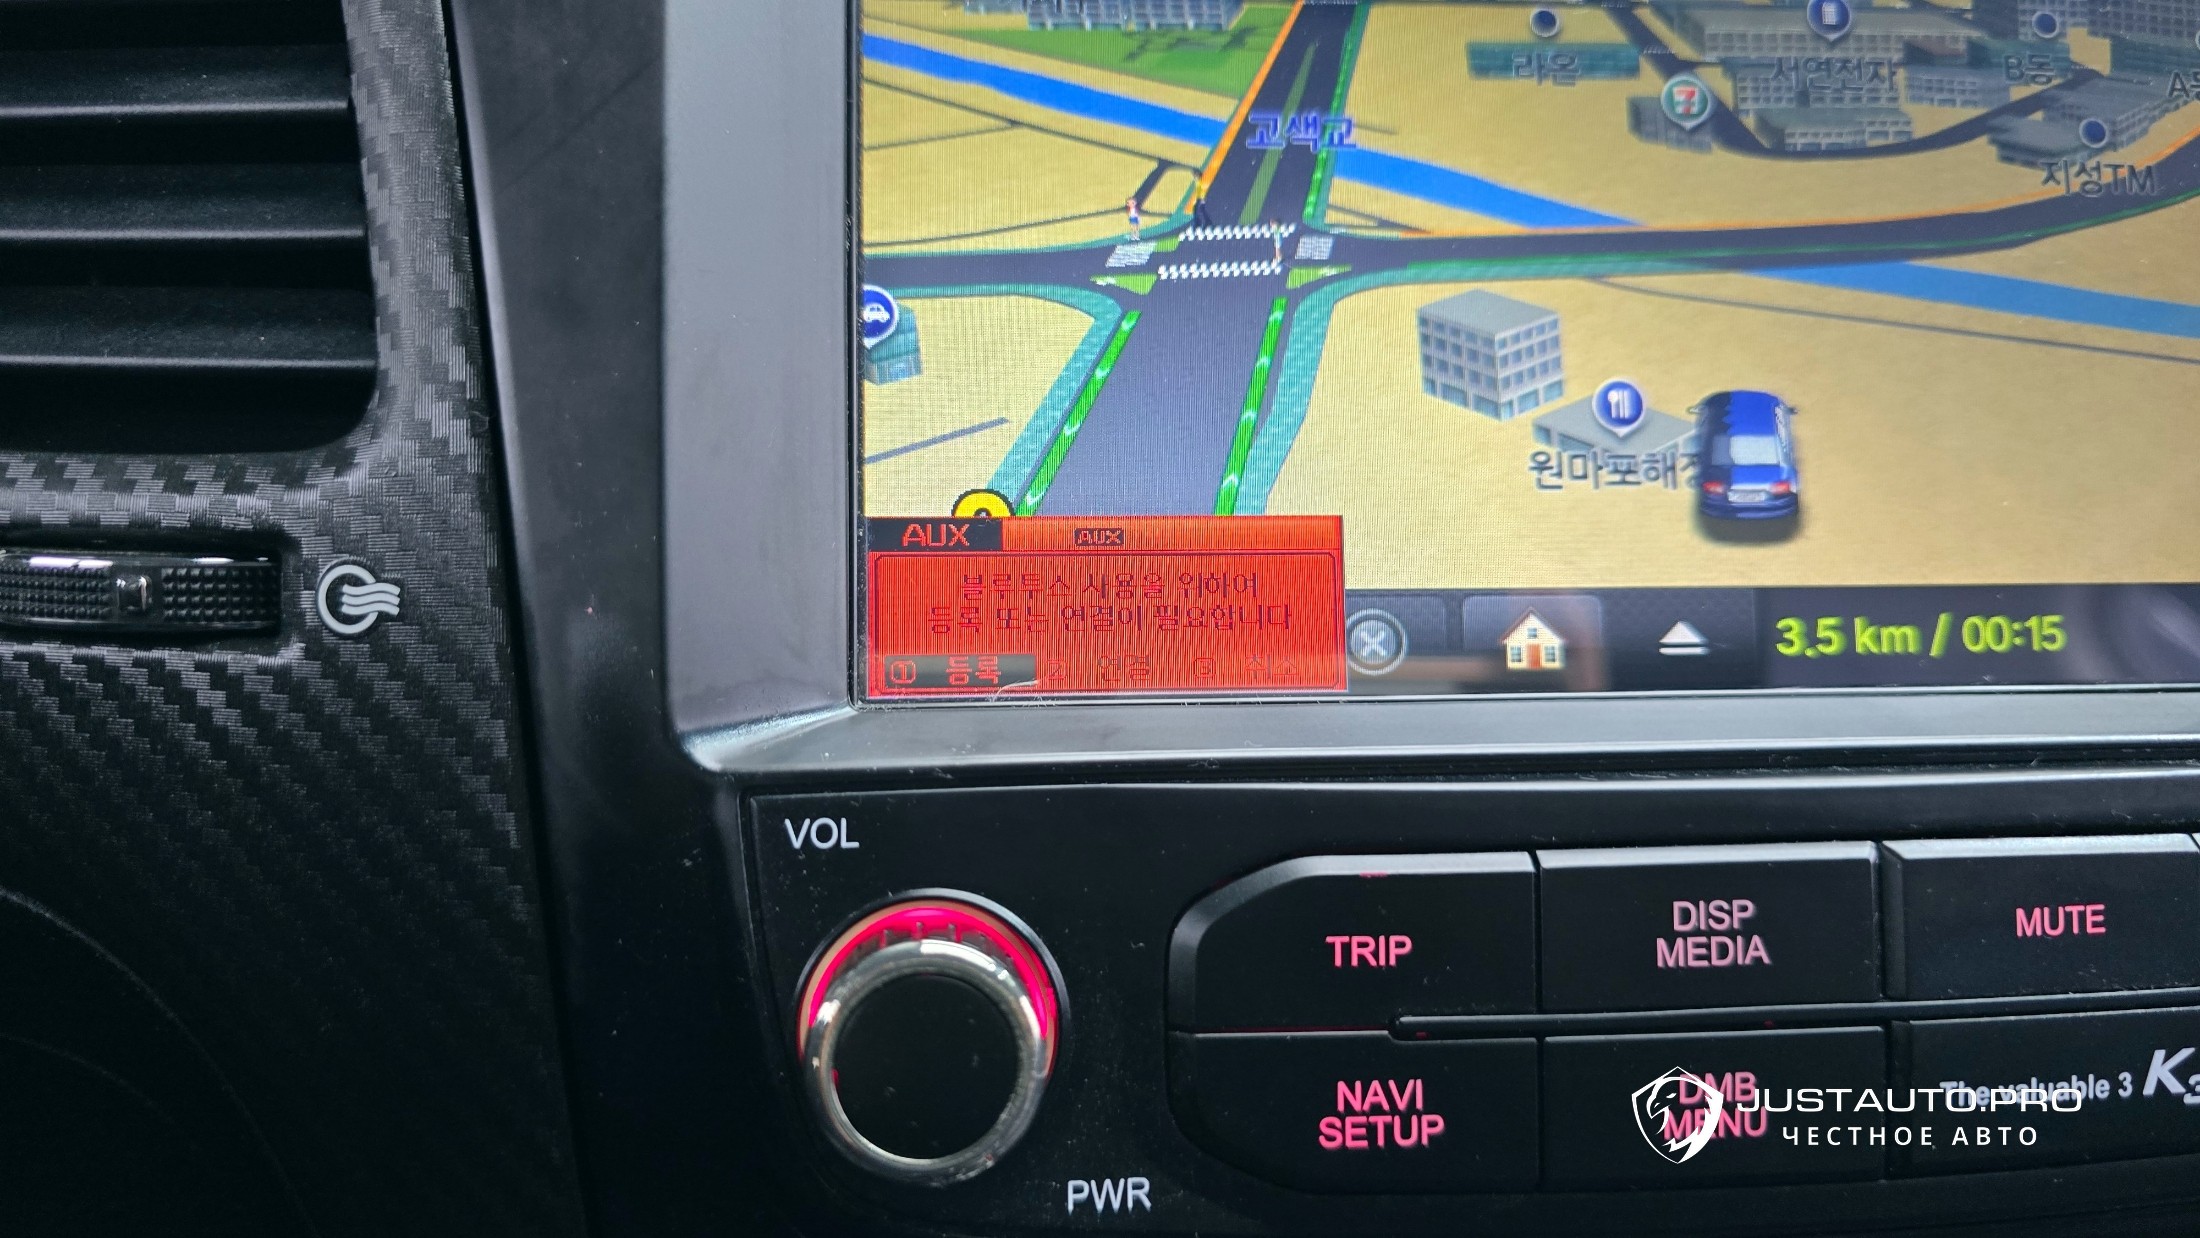 라온
서연전자
B동
고색교
지성TM
원마포해장
AUX
AUX
블루투스 사용을 위하여
등록 또는 연결이 필요합니다
1 등록 2 연결 3 취소
3.5 km / 00:15
VOL
PWR
TRIP
DISP
MEDIA
MUTE
NAVI
SETUP
DMB
MENU
The valuable 3 K3
JUSTAUTO.PRO
ЧЕСТНОЕ АВТО